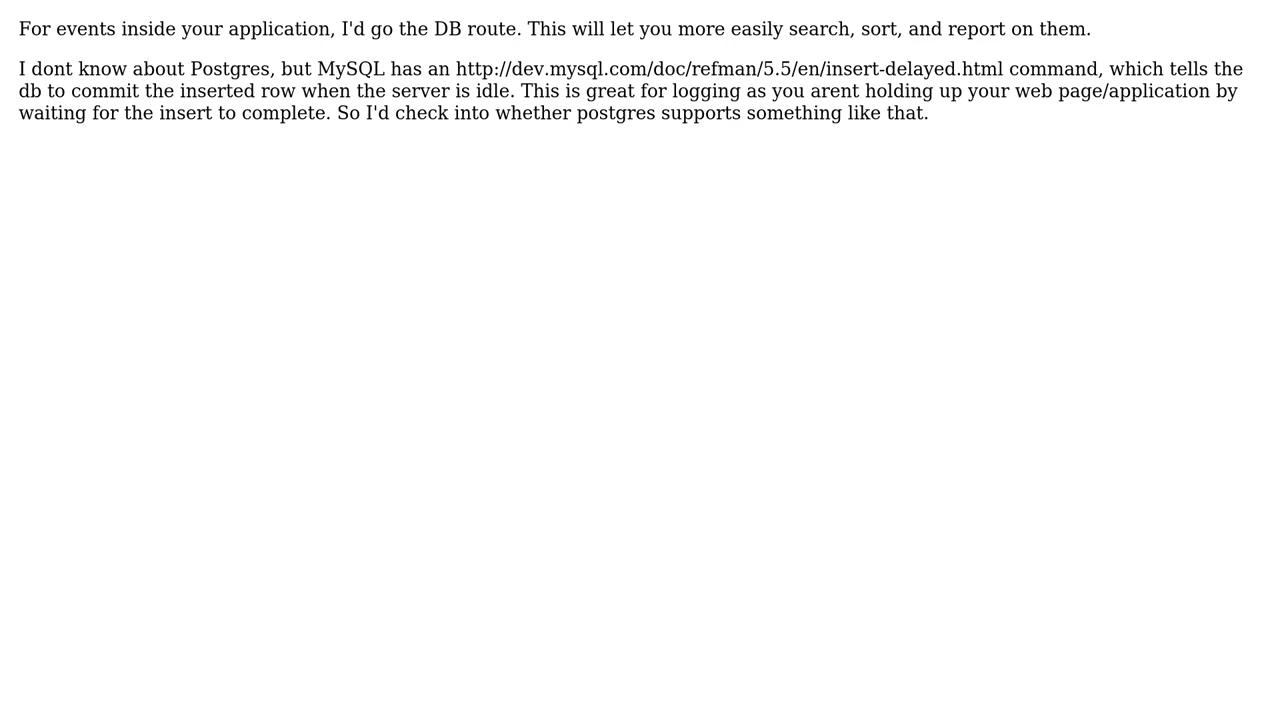 For events inside your application, I'd go the DB route. This will let you more easily search, sort, and report on them.
I dont know about Postgres, but MySQL has an http://dev.mysql.com/doc/refman/5.5/en/insert-delayed.html command, which tells the
db to commit the inserted row when the server is idle. This is great for logging as you arent holding up your web page/application by
waiting for the insert to complete. So I'd check into whether postgres supports something like that.